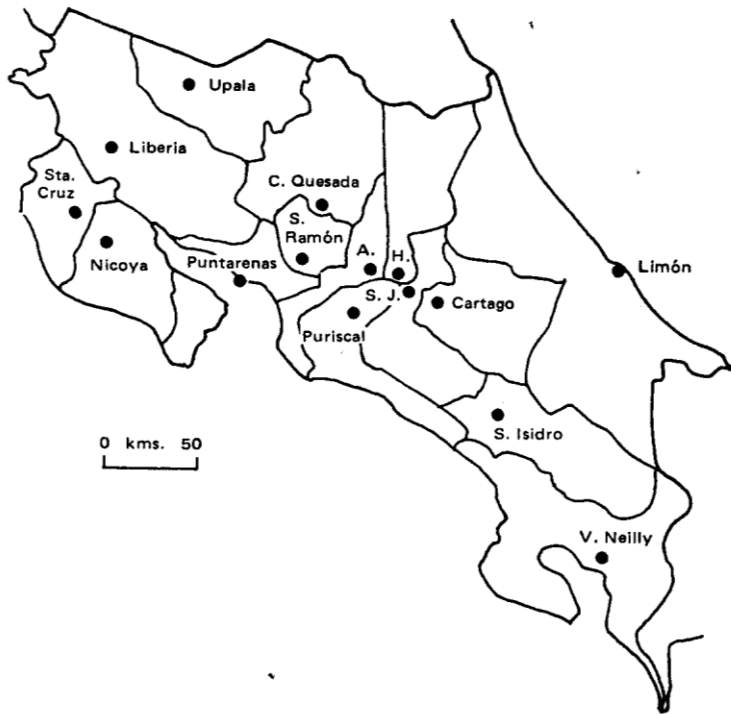 Upala
Liberia
Sta.
Cruz
C. Quesada
S.
Ramón
Nicoya
Puntarenas
A.
H.
Limón
S. J.
Cartago
Puriscal
S. Isidro
0 kms. 50
V. Neilly